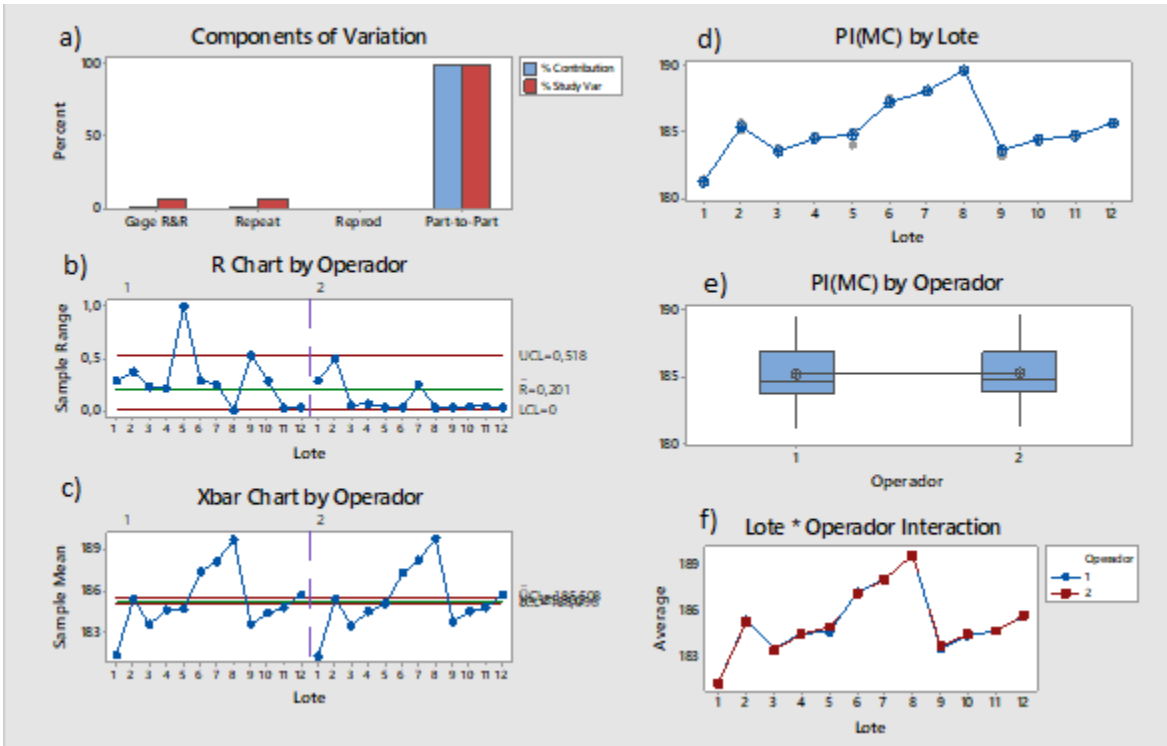 a)
Components of Variation
100
50
0
Percent
% Contribution
% Study Var
Gage R&R Repeat Reprod Part-to-Part
b)
R Chart by Operador
1 2
1,0
0,5
0,0
Sample Range
UCL=0,518
R=0,201
LCL=0
1 2 3 4 5 6 7 8 9 10 11 12 1 2 3 4 5 6 7 8 9 10 11 12
Lote
c)
Xbar Chart by Operador
1 2
189
186
183
Sample Mean
1 2 3 4 5 6 7 8 9 10 11 12 1 2 3 4 5 6 7 8 9 10 11 12
Lote
d)
PI(MC) by Lote
190
185
180
1 2 3 4 5 6 7 8 9 10 11 12
Lote
e)
PI(MC) by Operador
190
185
180
1 2
Operador
f)
Lote * Operador Interaction
189
186
183
Average
Operador
1
2
1 2 3 4 5 6 7 8 9 10 11 12
Lote